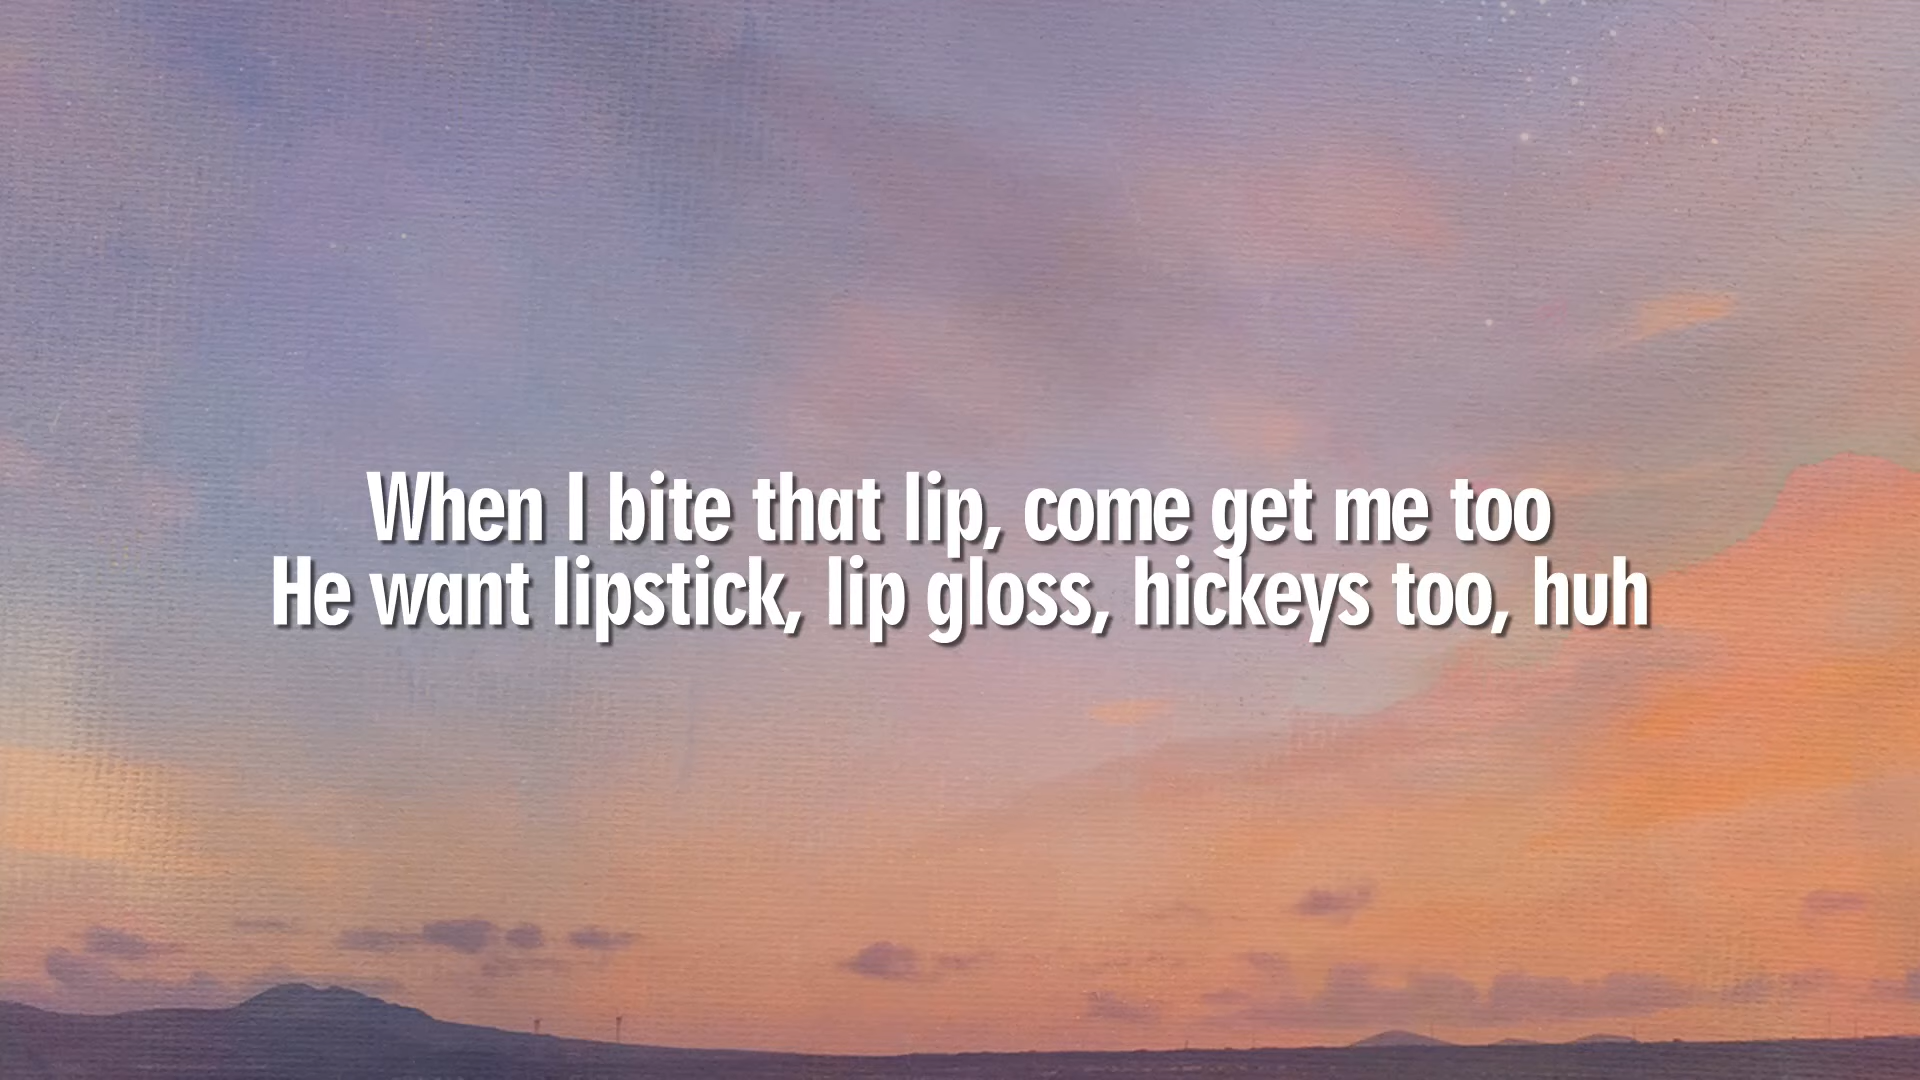 When I bite that lip, come get me too
He want lipstick, lip gloss, hickeys too, huh